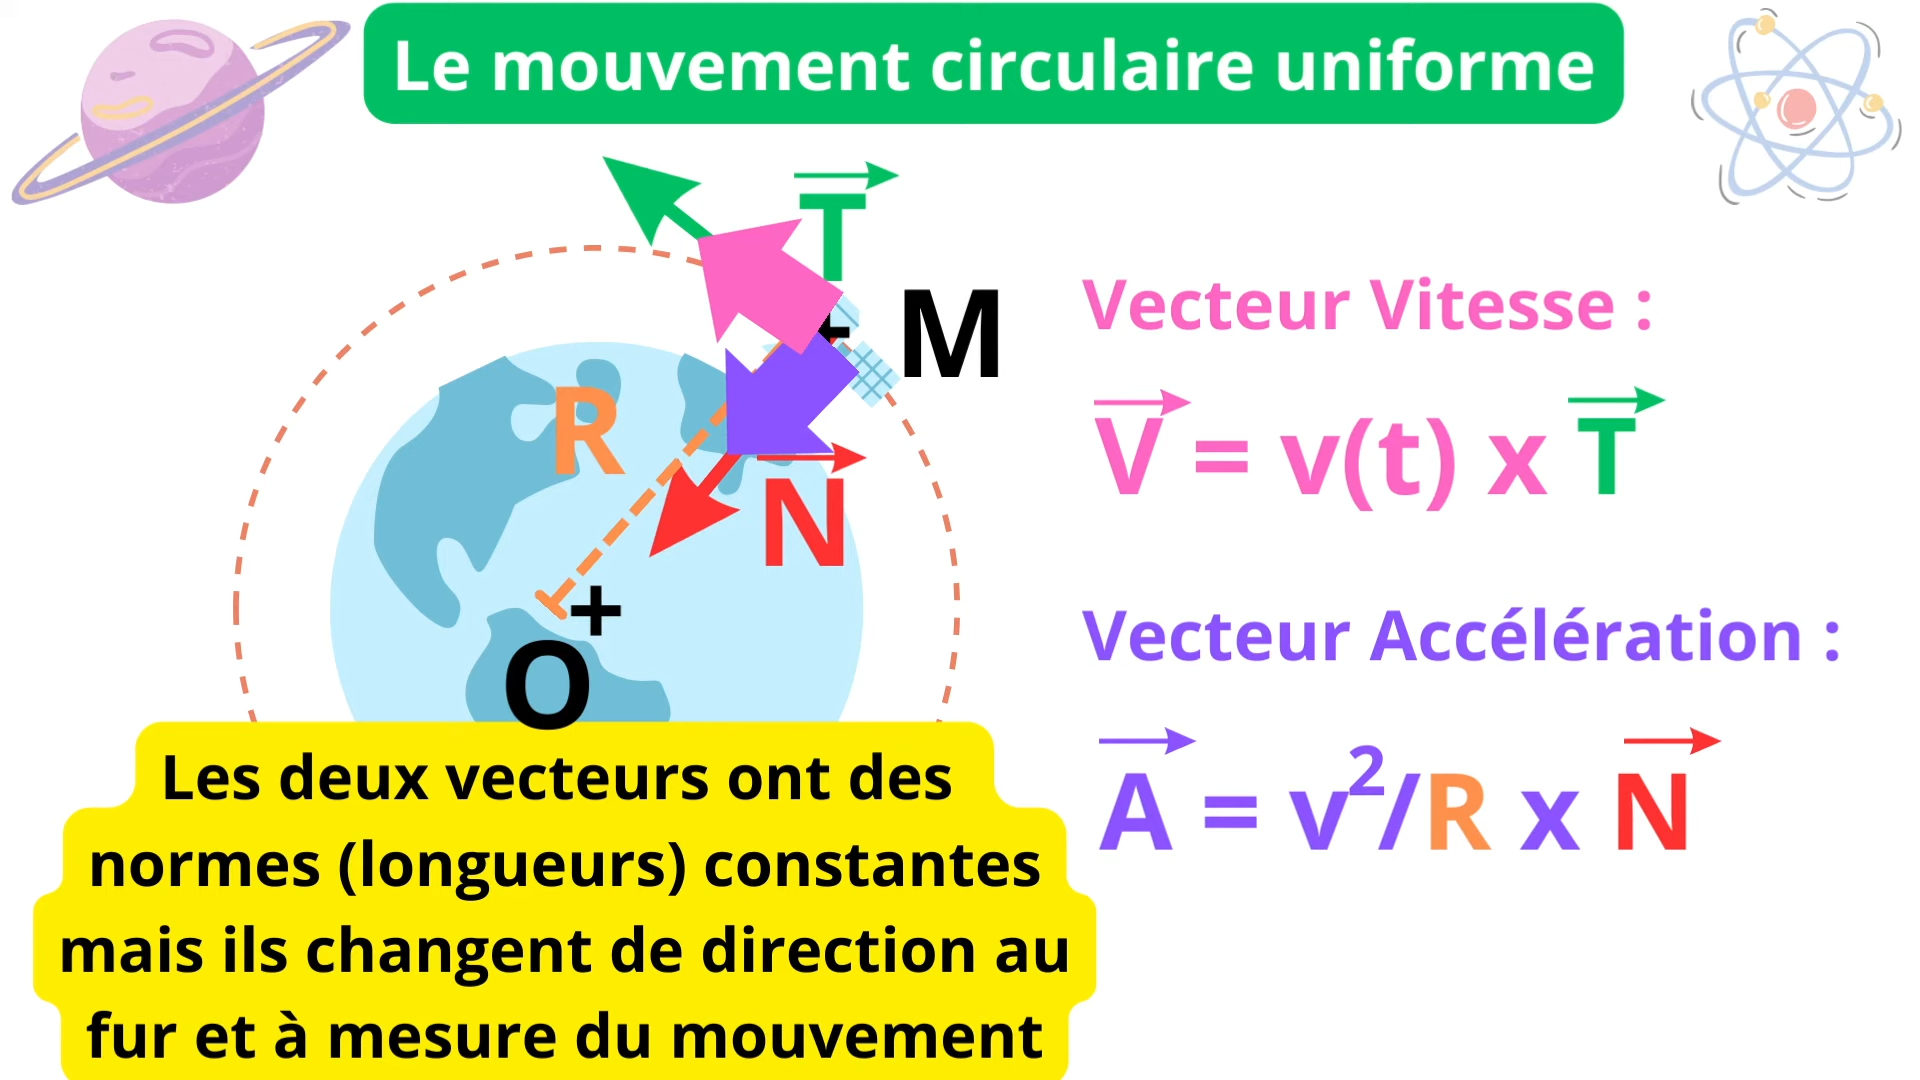 Le mouvement circulaire uniforme
T
M
R
N
+
O
Vecteur Vitesse :
V = v(t) x T
Vecteur Accélération :
A = v²/R x N
Les deux vecteurs ont des
normes (longueurs) constantes
mais ils changent de direction au
fur et à mesure du mouvement